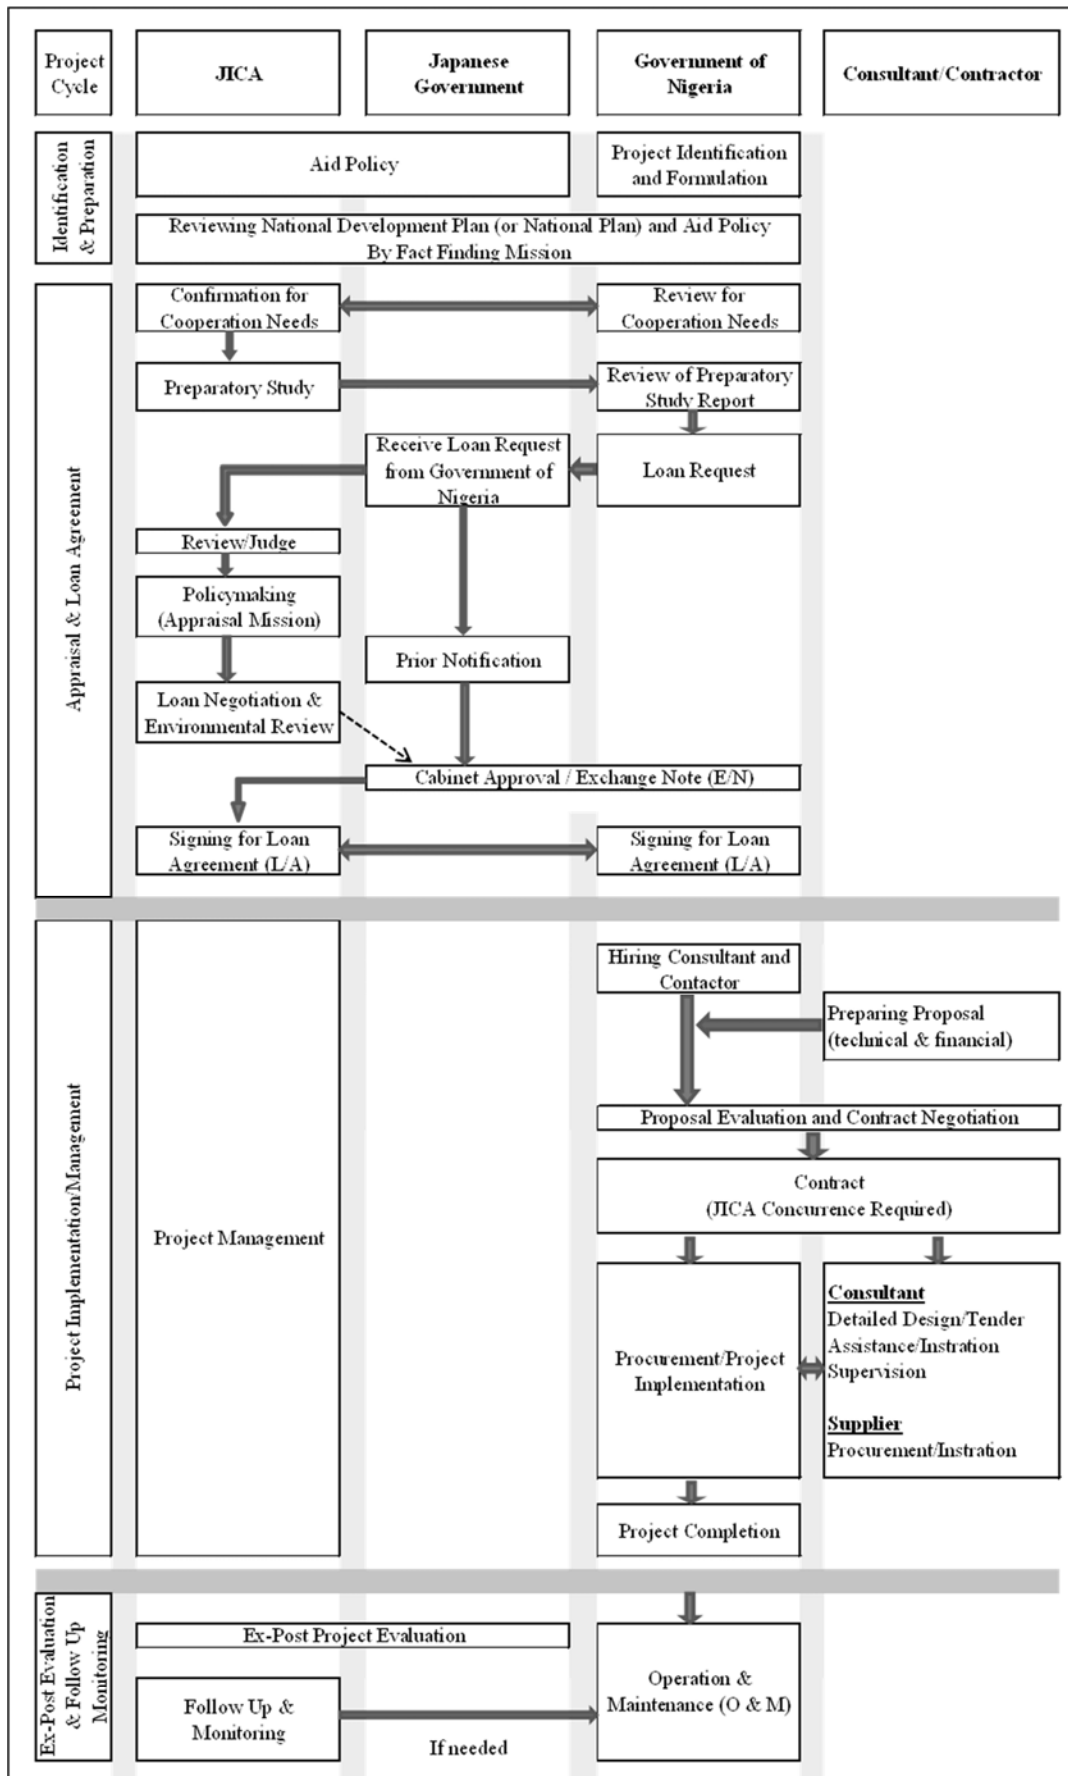 Project
Cycle
JICA
Japanese
Government
Government of
Nigeria
Consultant/Contractor
Identification
& Preparation
Aid Policy
Project Identification
and Formulation
Reviewing National Development Plan (or National Plan) and Aid Policy
By Fact Finding Mission
Appraisal & Loan Agreement
Confirmation for
Cooperation Needs
Review for
Cooperation Needs
Preparatory Study
Review of Preparatory
Study Report
Receive Loan Request
from Government of
Nigeria
Loan Request
Review/Judge
Policymaking
(Appraisal Mission)
Prior Notification
Loan Negotiation &
Environmental Review
Cabinet Approval / Exchange Note (E/N)
Signing for Loan
Agreement (L/A)
Signing for Loan
Agreement (L/A)
Project Implementation/Management
Project Management
Hiring Consultant and
Contactor
Preparing Proposal
(technical & financial)
Proposal Evaluation and Contract Negotiation
Contract
(JICA Concurrence Required)
Procurement/Project
Implementation
Consultant
Detailed Design/Tender
Assistance/Instration
Supervision
Supplier
Procurement/Instration
Project Completion
Ex-Post Evaluation
& Follow Up
Monitoring
Ex-Post Project Evaluation
Follow Up &
Monitoring
If needed
Operation &
Maintenance (O & M)